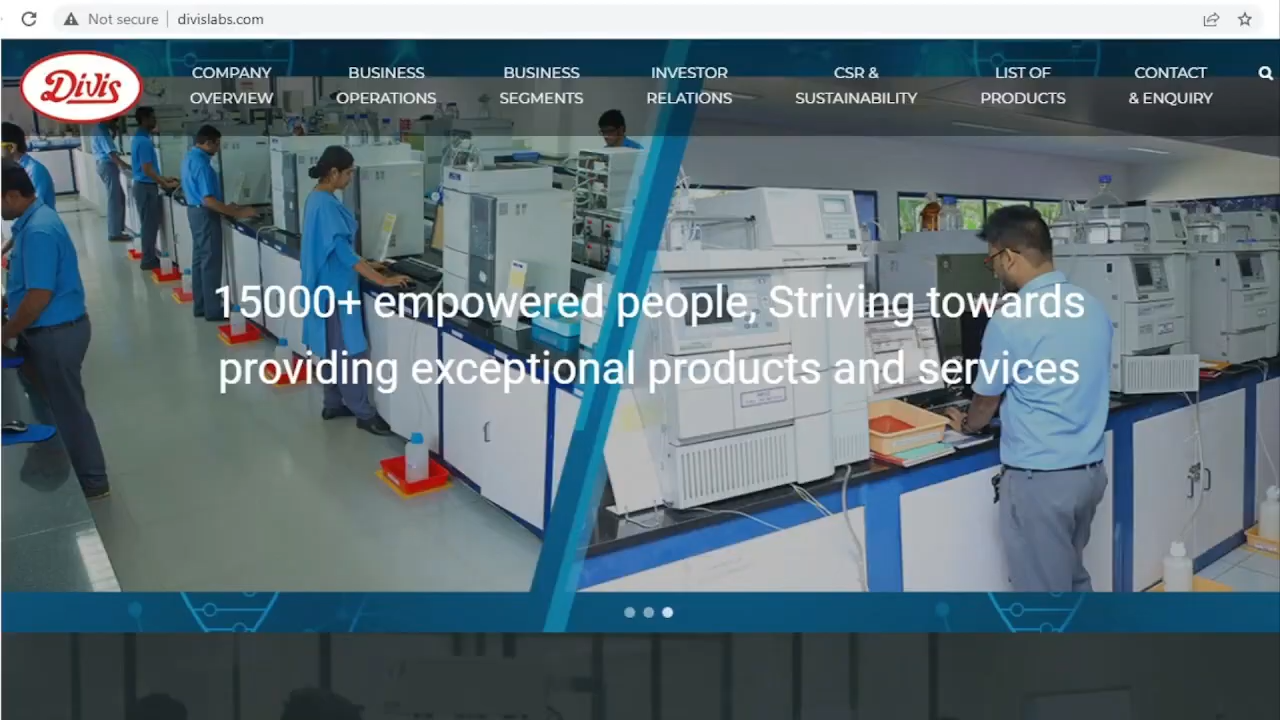 Not secure
divislabs.com
Divis
COMPANY
OVERVIEW
BUSINESS
OPERATIONS
BUSINESS
SEGMENTS
INVESTOR
RELATIONS
CSR &
SUSTAINABILITY
LIST OF
PRODUCTS
CONTACT
& ENQUIRY
15000+ empowered people, Striving towards
providing exceptional products and services